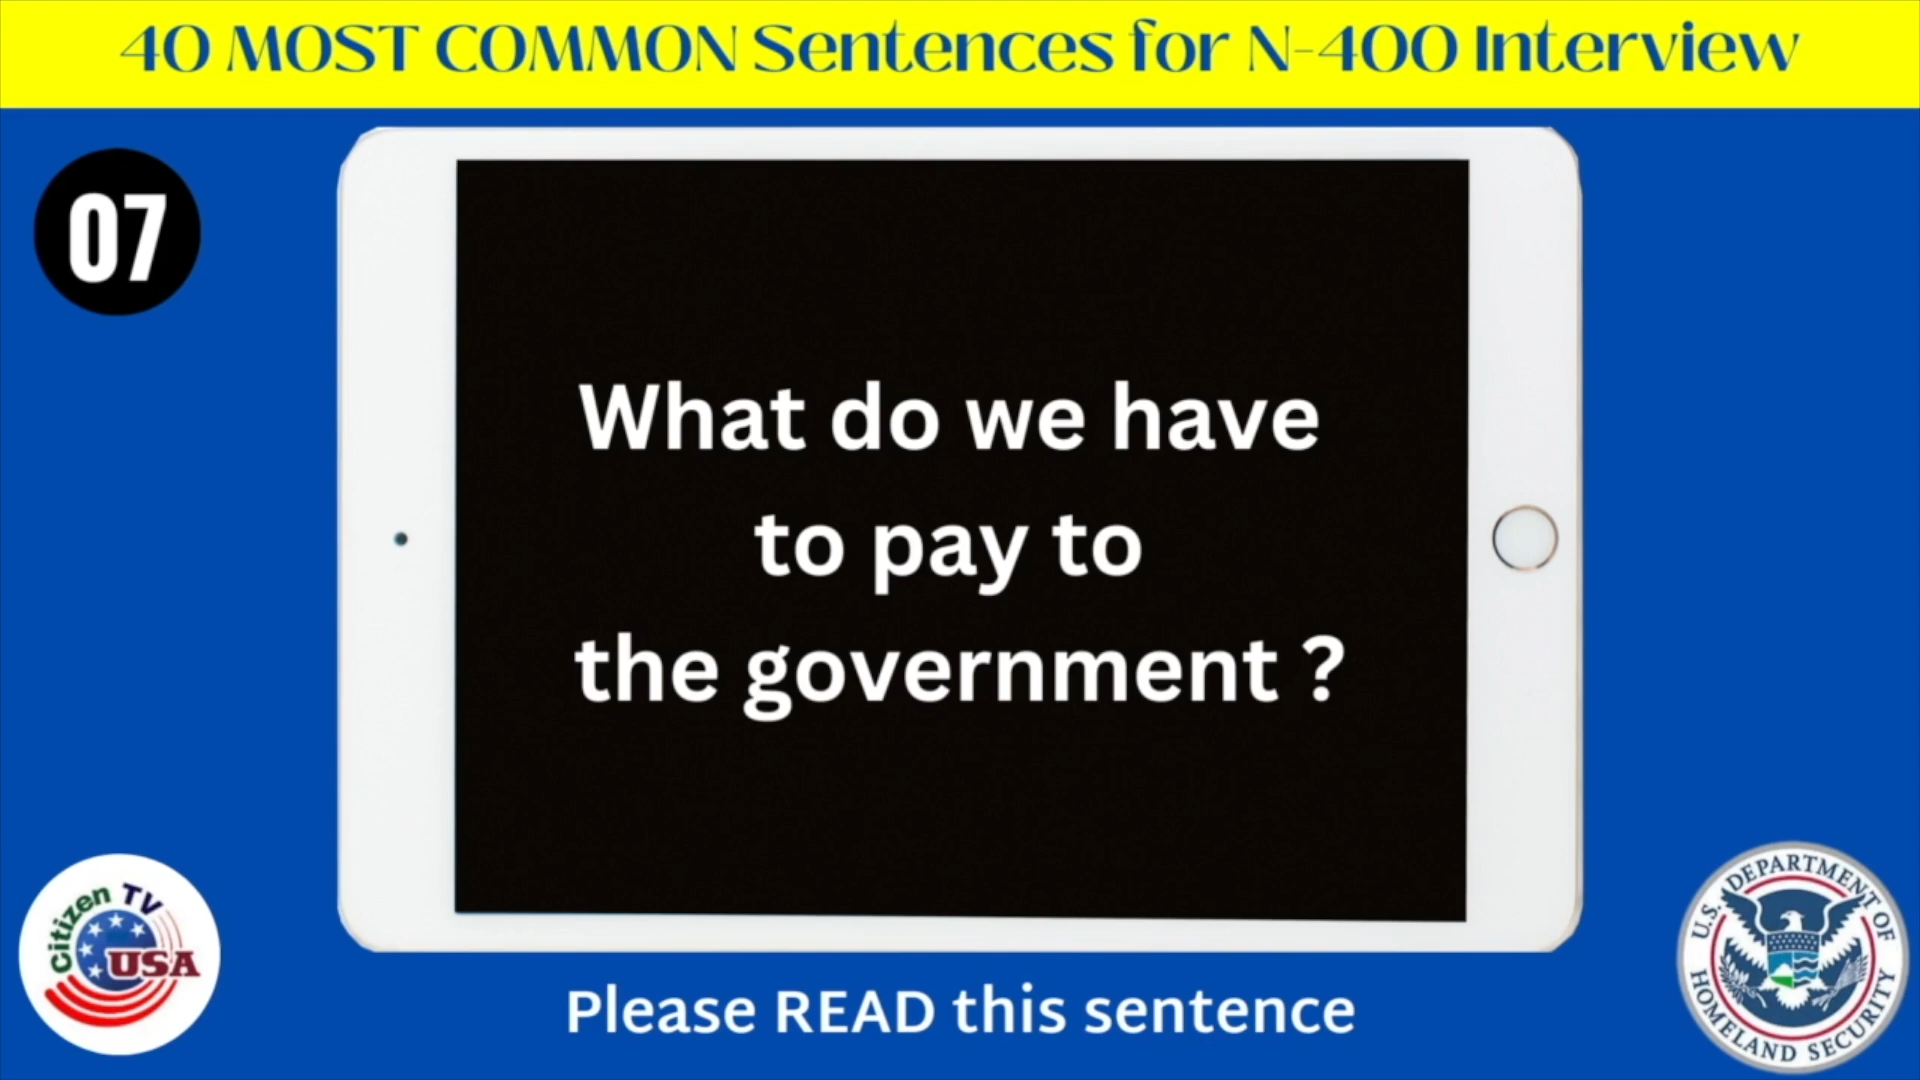 40 MOST COMMON Sentences for N-400 Interview
07
What do we have
to pay to
the government ?
Citizen TV
USA
U.S. DEPARTMENT OF
HOMELAND SECURITY
Please READ this sentence